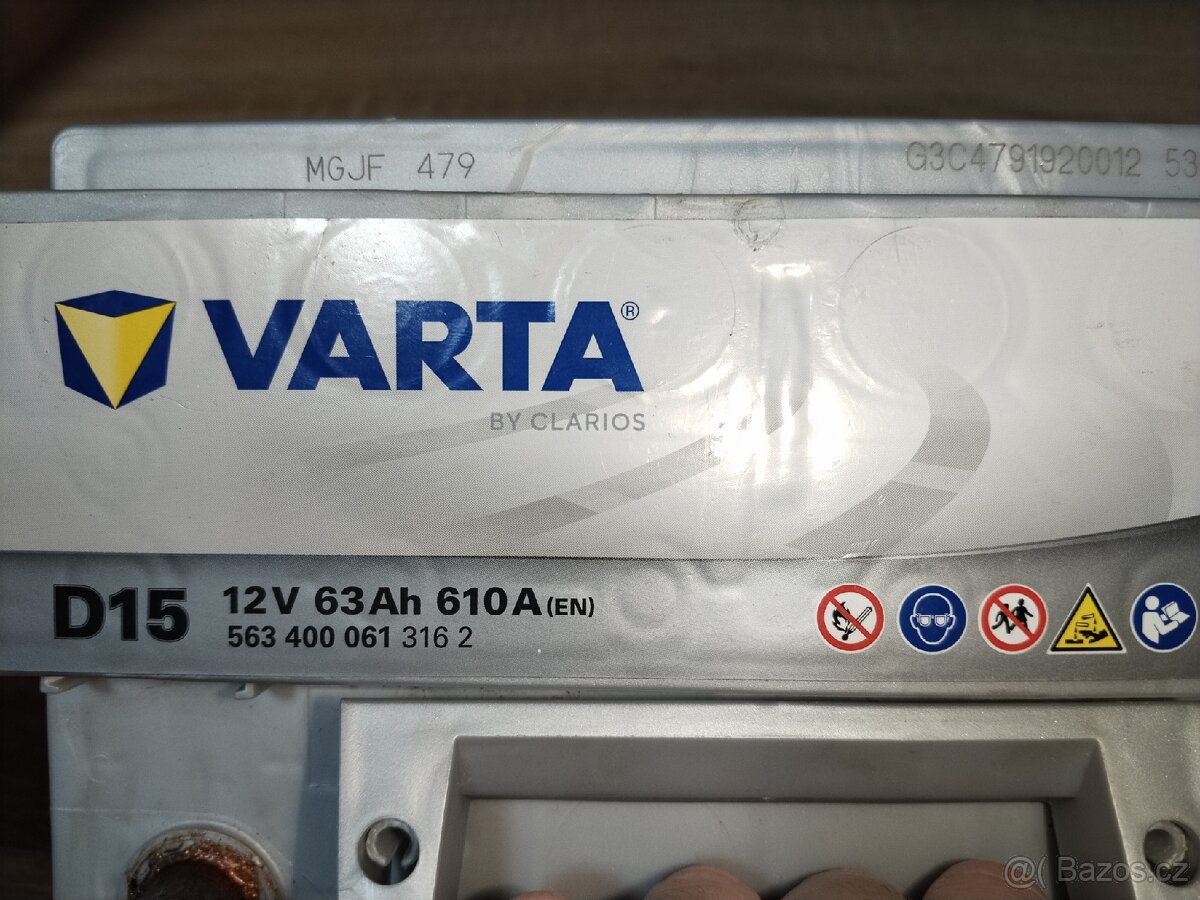 MGJF 479
G3C4791920012 53
VARTA®
BY CLARIOS
D15 12V 63Ah 610A (EN)
563 400 061 316 2
@( Bazos.cz